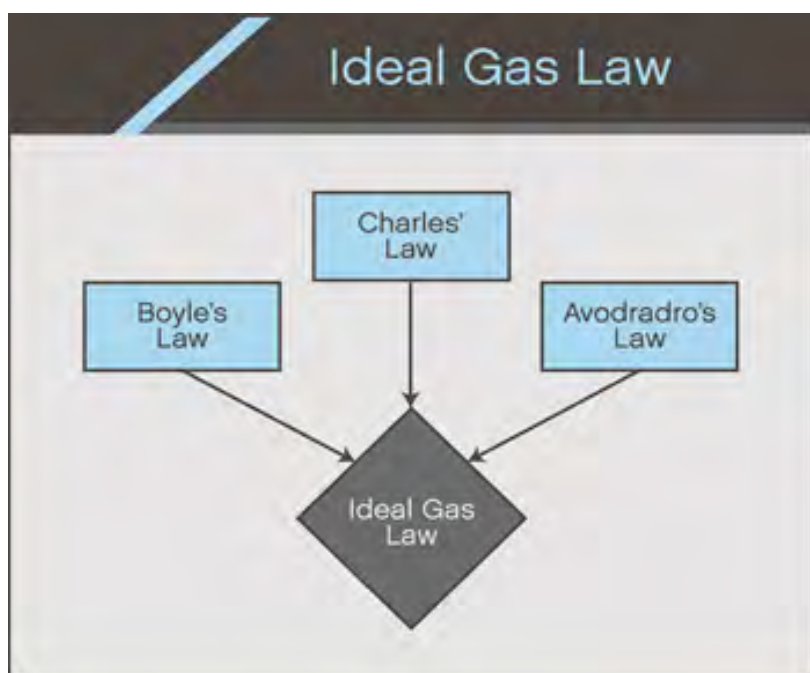 Ideal Gas Law
Charles'
Law
Boyle's
Law
Avodradro's
Law
Ideal Gas
Law